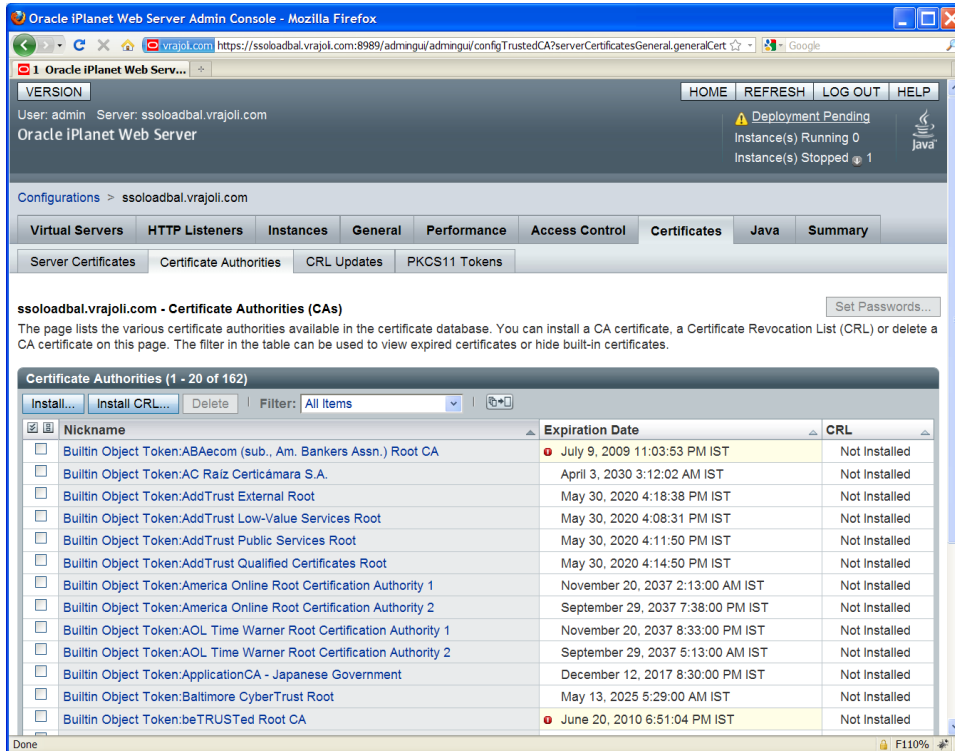 Oracle iPlanet Web Server Admin Console - Mozilla Firefox
vrajoli.com https://ssoloadbal.vrajoli.com:8989/admingui/admingui/configTrustedCA?serverCertificatesGeneral.generalCert
Google
1 Oracle iPlanet Web Serv...
VERSION HOME REFRESH LOG OUT HELP
User: admin Server: ssoloadbal.vrajoli.com
Oracle iPlanet Web Server
Deployment Pending
Instance(s) Running 0
Instance(s) Stopped 1
Java
Configurations > ssoloadbal.vrajoli.com
Virtual Servers HTTP Listeners Instances General Performance Access Control Certificates Java Summary
Server Certificates Certificate Authorities CRL Updates PKCS11 Tokens
ssoloadbal.vrajoli.com - Certificate Authorities (CAs) Set Passwords...
The page lists the various certificate authorities available in the certificate database. You can install a CA certificate, a Certificate Revocation List (CRL) or delete a
CA certificate on this page. The filter in the table can be used to view expired certificates or hide built-in certificates.
Certificate Authorities (1 - 20 of 162)
Install... Install CRL... Delete Filter: All Items
Nickname Expiration Date CRL
Builtin Object Token:ABAecom (sub., Am. Bankers Assn.) Root CA July 9, 2009 11:03:53 PM IST Not Installed
Builtin Object Token:AC Raíz Certicámara S.A. April 3, 2030 3:12:02 AM IST Not Installed
Builtin Object Token:AddTrust External Root May 30, 2020 4:18:38 PM IST Not Installed
Builtin Object Token:AddTrust Low-Value Services Root May 30, 2020 4:08:31 PM IST Not Installed
Builtin Object Token:AddTrust Public Services Root May 30, 2020 4:11:50 PM IST Not Installed
Builtin Object Token:AddTrust Qualified Certificates Root May 30, 2020 4:14:50 PM IST Not Installed
Builtin Object Token:America Online Root Certification Authority 1 November 20, 2037 2:13:00 AM IST Not Installed
Builtin Object Token:America Online Root Certification Authority 2 September 29, 2037 7:38:00 PM IST Not Installed
Builtin Object Token:AOL Time Warner Root Certification Authority 1 November 20, 2037 8:33:00 PM IST Not Installed
Builtin Object Token:AOL Time Warner Root Certification Authority 2 September 29, 2037 5:13:00 AM IST Not Installed
Builtin Object Token:ApplicationCA - Japanese Government December 12, 2017 8:30:00 PM IST Not Installed
Builtin Object Token:Baltimore CyberTrust Root May 13, 2025 5:29:00 AM IST Not Installed
Builtin Object Token:beTRUSTed Root CA June 20, 2010 6:51:04 PM IST Not Installed
Done F110%